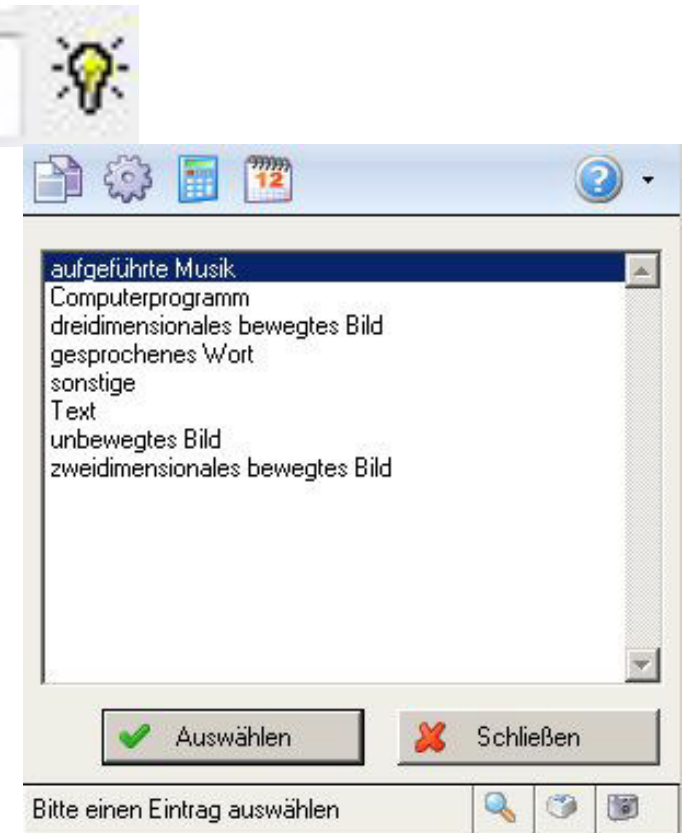 12
aufgeführte Musik
Computerprogramm
dreidimensionales bewegtes Bild
gesprochenes Wort
sonstige
Text
unbewegtes Bild
zweidimensionales bewegtes Bild
Auswählen
Schließen
Bitte einen Eintrag auswählen